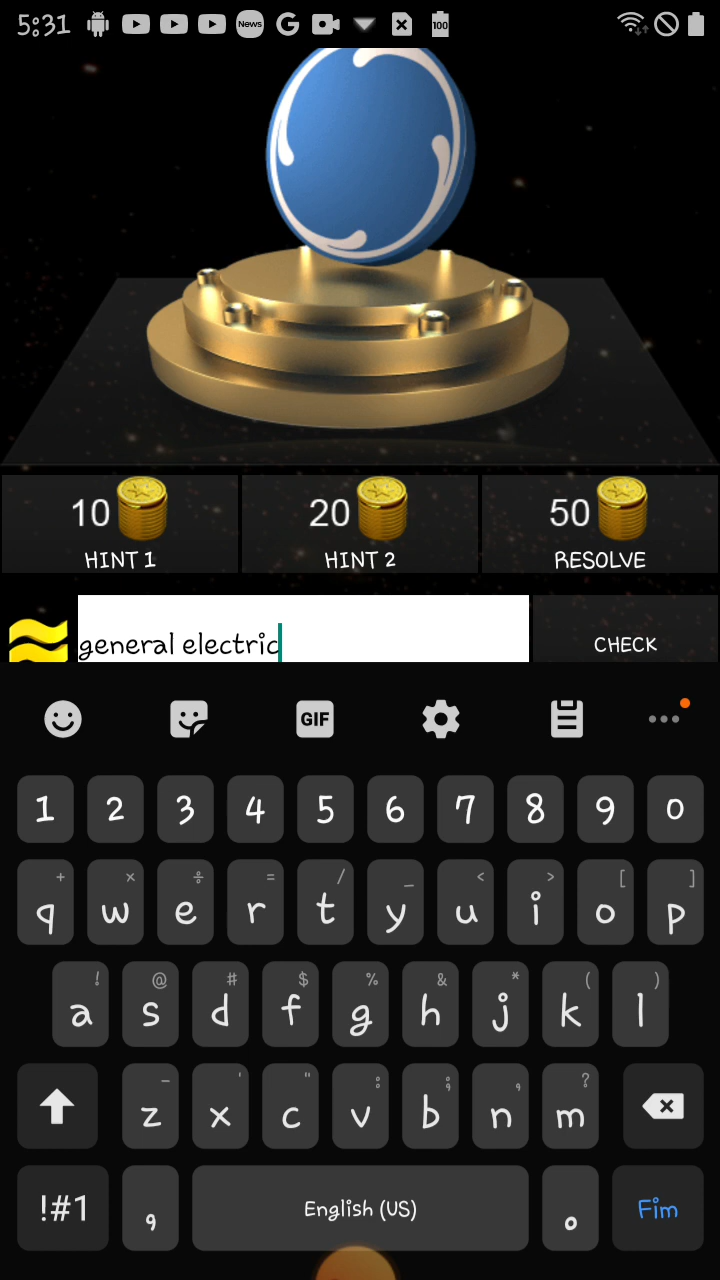 5:31 News G 100
10 20 50
HINT 1 HINT 2 RESOLVE
general electric CHECK
GIF
1 2 3 4 5 6 7 8 9 0
+ × ÷ = / _ < > [ ]
q w e r t y u i o p
! @ # $ % & * ( )
a s d f g h j k l
- ' " : ; , ?
z x c v b n m
!#1 , English (US) . Fim